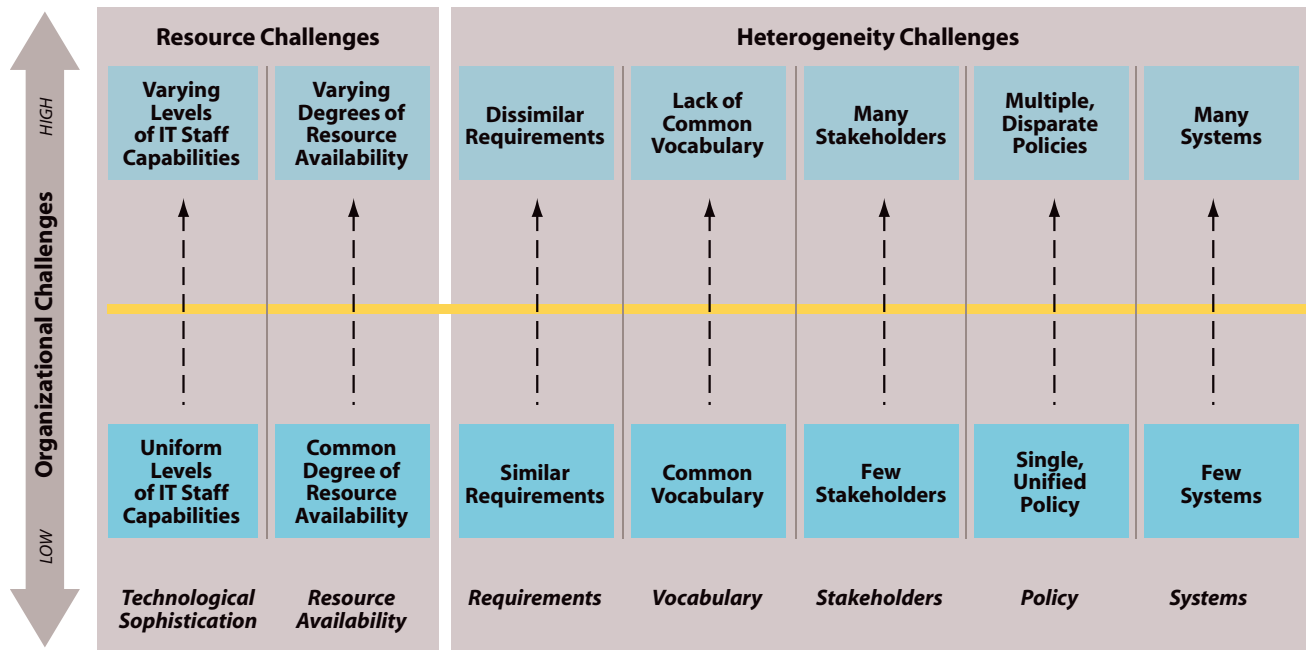 Resource Challenges
Heterogeneity Challenges
HIGH
Organizational Challenges
LOW
Varying
Levels
of IT Staff
Capabilities
Varying
Degrees of
Resource
Availability
Dissimilar
Requirements
Lack of
Common
Vocabulary
Many
Stakeholders
Multiple,
Disparate
Policies
Many
Systems
Uniform
Levels
of IT Staff
Capabilities
Common
Degree of
Resource
Availability
Similar
Requirements
Common
Vocabulary
Few
Stakeholders
Single,
Unified
Policy
Few
Systems
Technological
Sophistication
Resource
Availability
Requirements
Vocabulary
Stakeholders
Policy
Systems